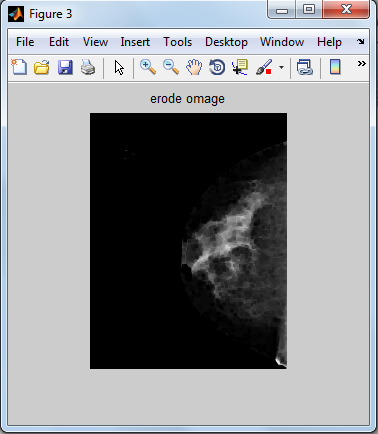 Figure 3
File Edit View Insert Tools Desktop Window Help
erode omage